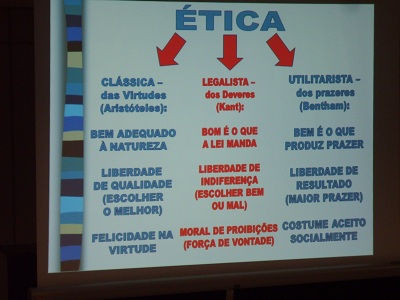 ÉTICA
CLÁSSICA –
das Virtudes
(Aristóteles):
BEM ADEQUADO
À NATUREZA
LIBERDADE
DE QUALIDADE
(ESCOLHER
O MELHOR)
FELICIDADE NA
VIRTUDE
LEGALISTA –
dos Deveres
(Kant):
BOM É O QUE
A LEI MANDA
LIBERDADE DE
INDIFERENÇA
(ESCOLHER BEM
OU MAL)
MORAL DE PROIBIÇÕES
(FORÇA DE VONTADE)
UTILITARISTA –
dos prazeres
(Bentham):
BEM É O QUE
PRODUZ PRAZER
LIBERDADE DE
RESULTADO
(MAIOR PRAZER)
COSTUME ACEITO
SOCIALMENTE